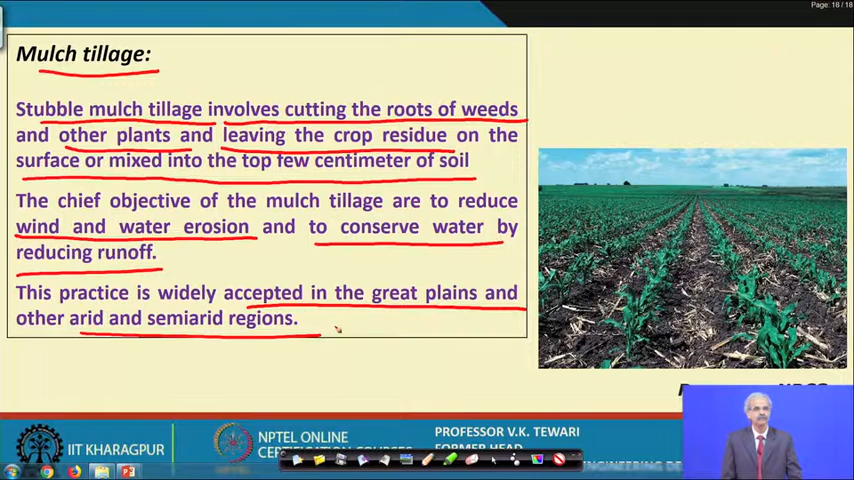 Page: 18 / 18
Mulch tillage:
Stubble mulch tillage involves cutting the roots of weeds
and other plants and leaving the crop residue on the
surface or mixed into the top few centimeter of soil
The chief objective of the mulch tillage are to reduce
wind and water erosion and to conserve water by
reducing runoff.
This practice is widely accepted in the great plains and
other arid and semiarid regions.
IIT KHARAGPUR
NPTEL ONLINE
CERTIFICATION COURSES
PROFESSOR V.K. TEWARI
FORMER HEAD